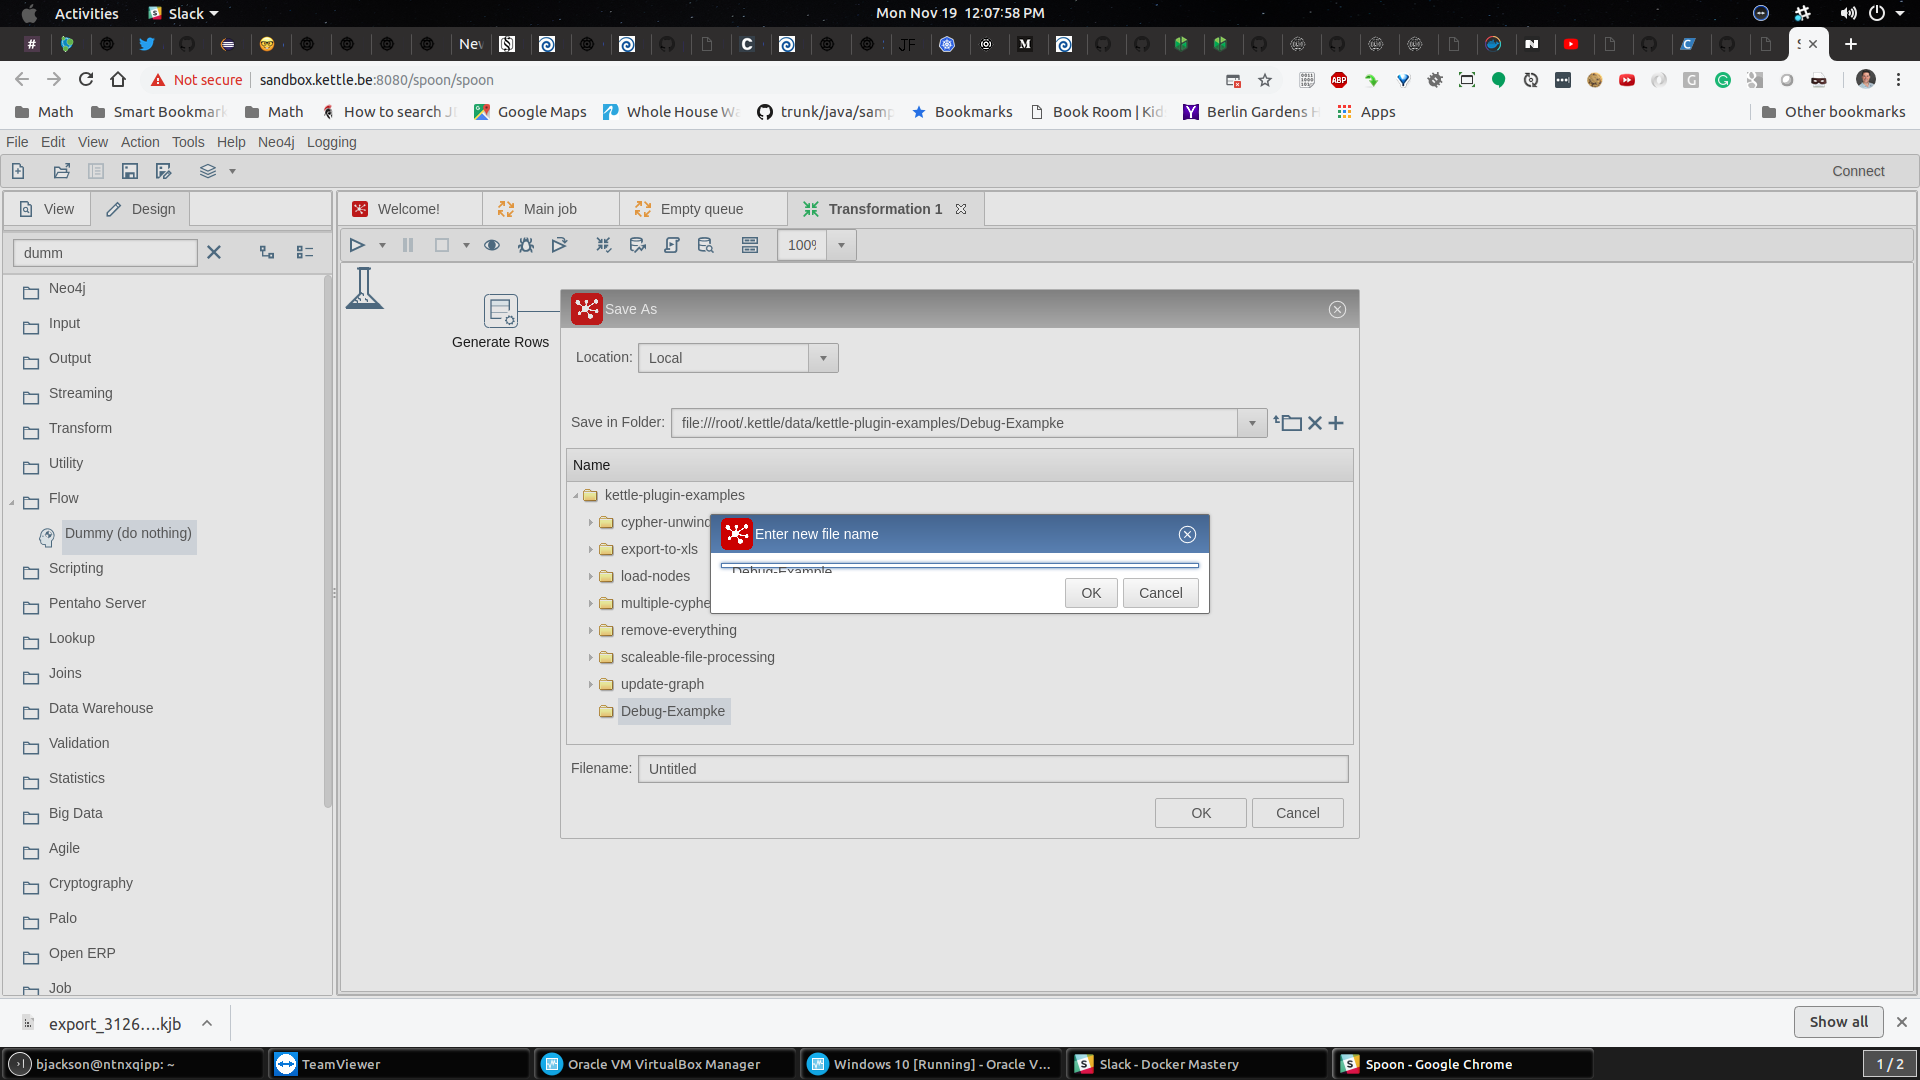 Activities
Slack
Mon Nov 19 12:07:58 PM
Not secure
sandbox.kettle.be:8080/spoon/spoon
Math
Smart Bookmark
Math
How to search
Google Maps
Whole House
trunk/java/samp
Bookmarks
Book Room | Kid
Berlin Gardens
Apps
Other bookmarks
File Edit View Action Tools Help Neo4j Logging
Connect
View
Design
Welcome!
Main job
Empty queue
Transformation 1
dumm
100%
Neo4j
Input
Output
Streaming
Transform
Utility
Flow
Dummy (do nothing)
Scripting
Pentaho Server
Lookup
Joins
Data Warehouse
Validation
Statistics
Big Data
Agile
Cryptography
Palo
Open ERP
Job
Generate Rows
Save As
Location: Local
Save in Folder: file:///root/.kettle/data/kettle-plugin-examples/Debug-Exampke
Name
kettle-plugin-examples
cypher-unwind
export-to-xls
load-nodes
multiple-cyphe
remove-everything
scaleable-file-processing
update-graph
Debug-Exampke
Enter new file name
Debug-Example
OK
Cancel
Filename: Untitled
OK
Cancel
export_3126....kjb
Show all
bjackson@ntnxqipp: ~
TeamViewer
Oracle VM VirtualBox Manager
Windows 10 [Running] - Oracle V...
Slack - Docker Mastery
Spoon - Google Chrome
1 / 2